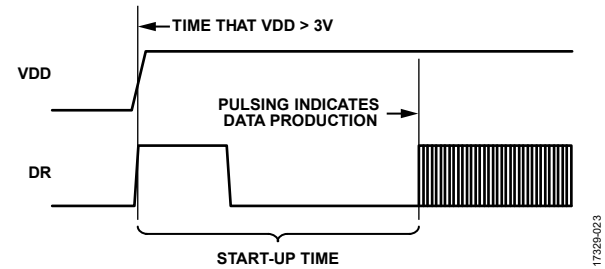 TIME THAT VDD > 3V
VDD
PULSING INDICATES
DATA PRODUCTION
DR
START-UP TIME
17329-023